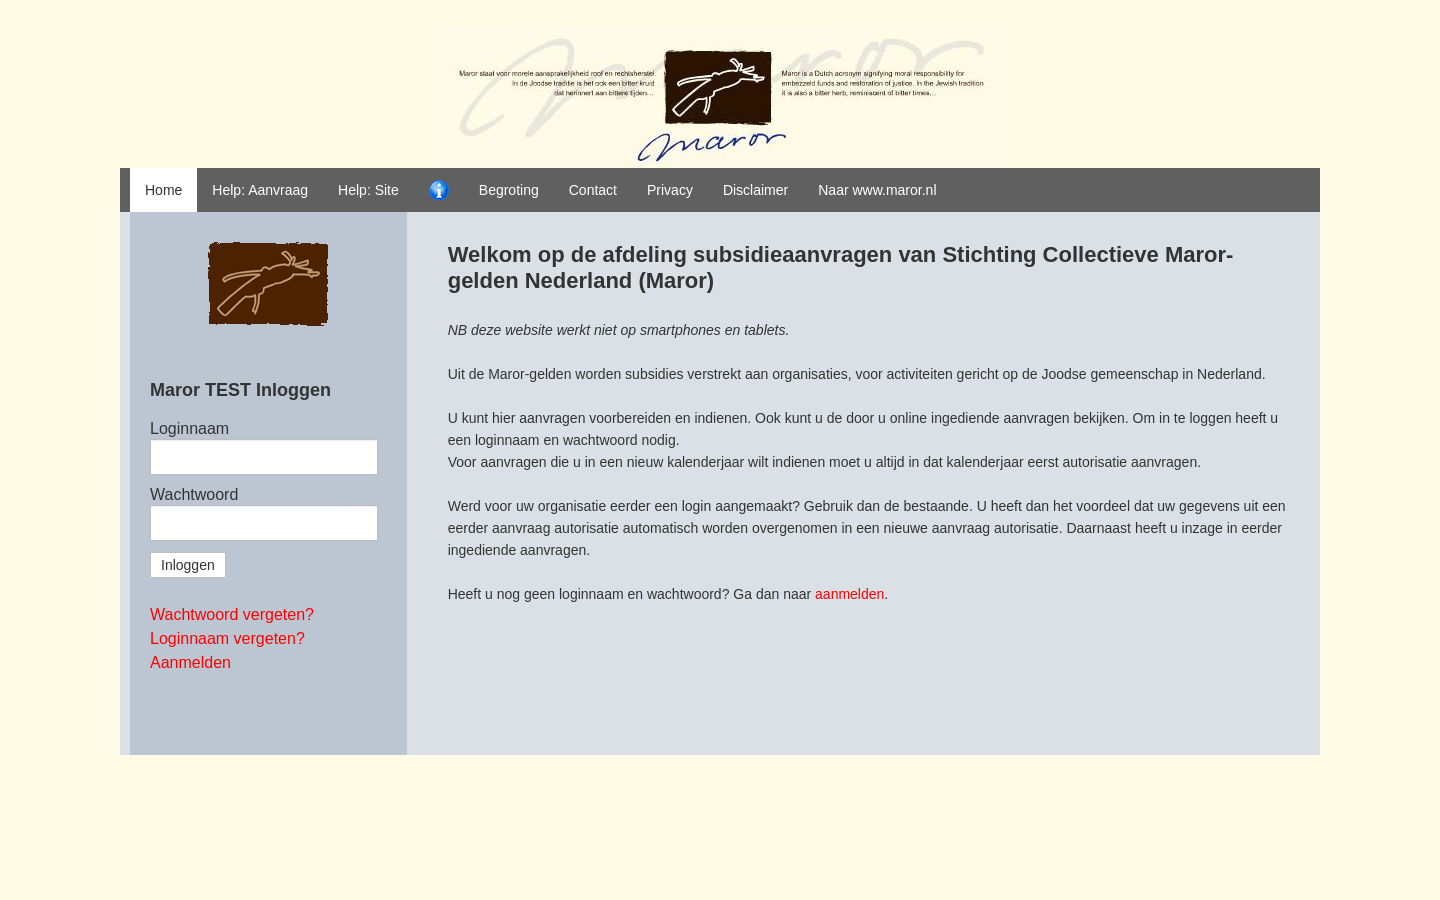 Maror staat voor morele aansprakelijkheid roof en rechtsherstel.
In de Joodse traditie is het ook een bitter kruid
dat herinnert aan bittere tijden...
Maror is a Dutch acronym signifying moral responsibility for
embezzeld funds and restoration of justice. In the Jewish tradition
it is also a bitter herb, reminiscent of bitter times...
maror
Home Help: Aanvraag Help: Site Begroting Contact Privacy Disclaimer Naar www.maror.nl
Maror TEST Inloggen
Loginnaam
Wachtwoord
Inloggen
Wachtwoord vergeten?
Loginnaam vergeten?
Aanmelden
Welkom op de afdeling subsidieaanvragen van Stichting Collectieve Maror-
gelden Nederland (Maror)
NB deze website werkt niet op smartphones en tablets.
Uit de Maror-gelden worden subsidies verstrekt aan organisaties, voor activiteiten gericht op de Joodse gemeenschap in Nederland.
U kunt hier aanvragen voorbereiden en indienen. Ook kunt u de door u online ingediende aanvragen bekijken. Om in te loggen heeft u
een loginnaam en wachtwoord nodig.
Voor aanvragen die u in een nieuw kalenderjaar wilt indienen moet u altijd in dat kalenderjaar eerst autorisatie aanvragen.
Werd voor uw organisatie eerder een login aangemaakt? Gebruik dan de bestaande. U heeft dan het voordeel dat uw gegevens uit een
eerder aanvraag autorisatie automatisch worden overgenomen in een nieuwe aanvraag autorisatie. Daarnaast heeft u inzage in eerder
ingediende aanvragen.
Heeft u nog geen loginnaam en wachtwoord? Ga dan naar aanmelden.